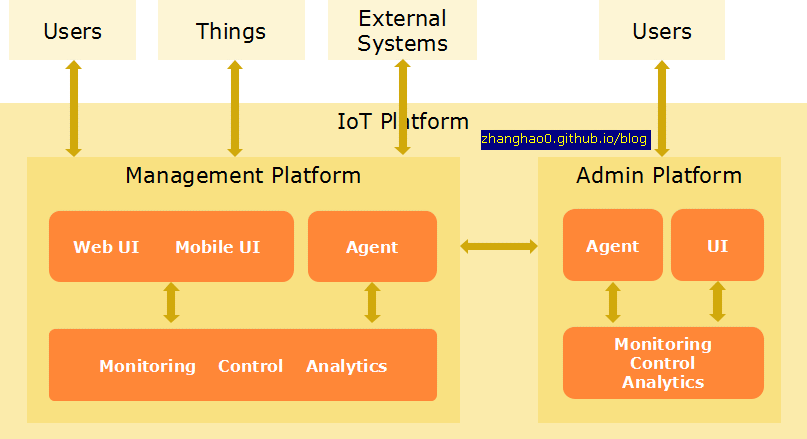 Users
Things
External
Systems
Users
IoT Platform
zhanghao0.github.io/blog
Management Platform
Admin Platform
Web UI
Mobile UI
Agent
Agent
UI
Monitoring Control Analytics
Monitoring
Control
Analytics